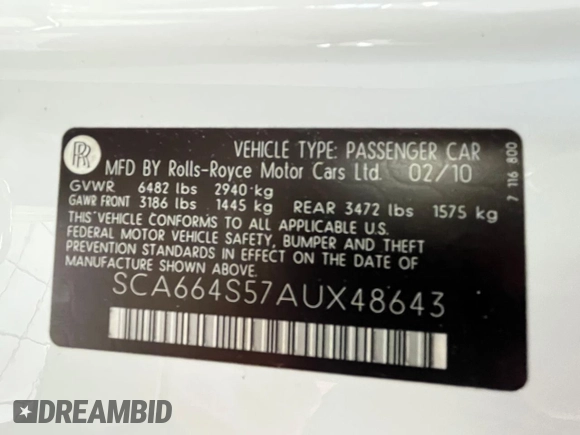 RR
VEHICLE TYPE: PASSENGER CAR
MFD BY Rolls-Royce Motor Cars Ltd. 02/10
GVWR 6482 lbs 2940 kg
GAWR FRONT 3186 lbs 1445 kg REAR 3472 lbs 1575 kg
THIS VEHICLE CONFORMS TO ALL APPLICABLE U.S.
FEDERAL MOTOR VEHICLE SAFETY, BUMPER AND THEFT
PREVENTION STANDARDS IN EFFECT ON THE DATE OF
MANUFACTURE SHOWN ABOVE.
SCA664S57AUX48643
7 116 800
DREAMBID